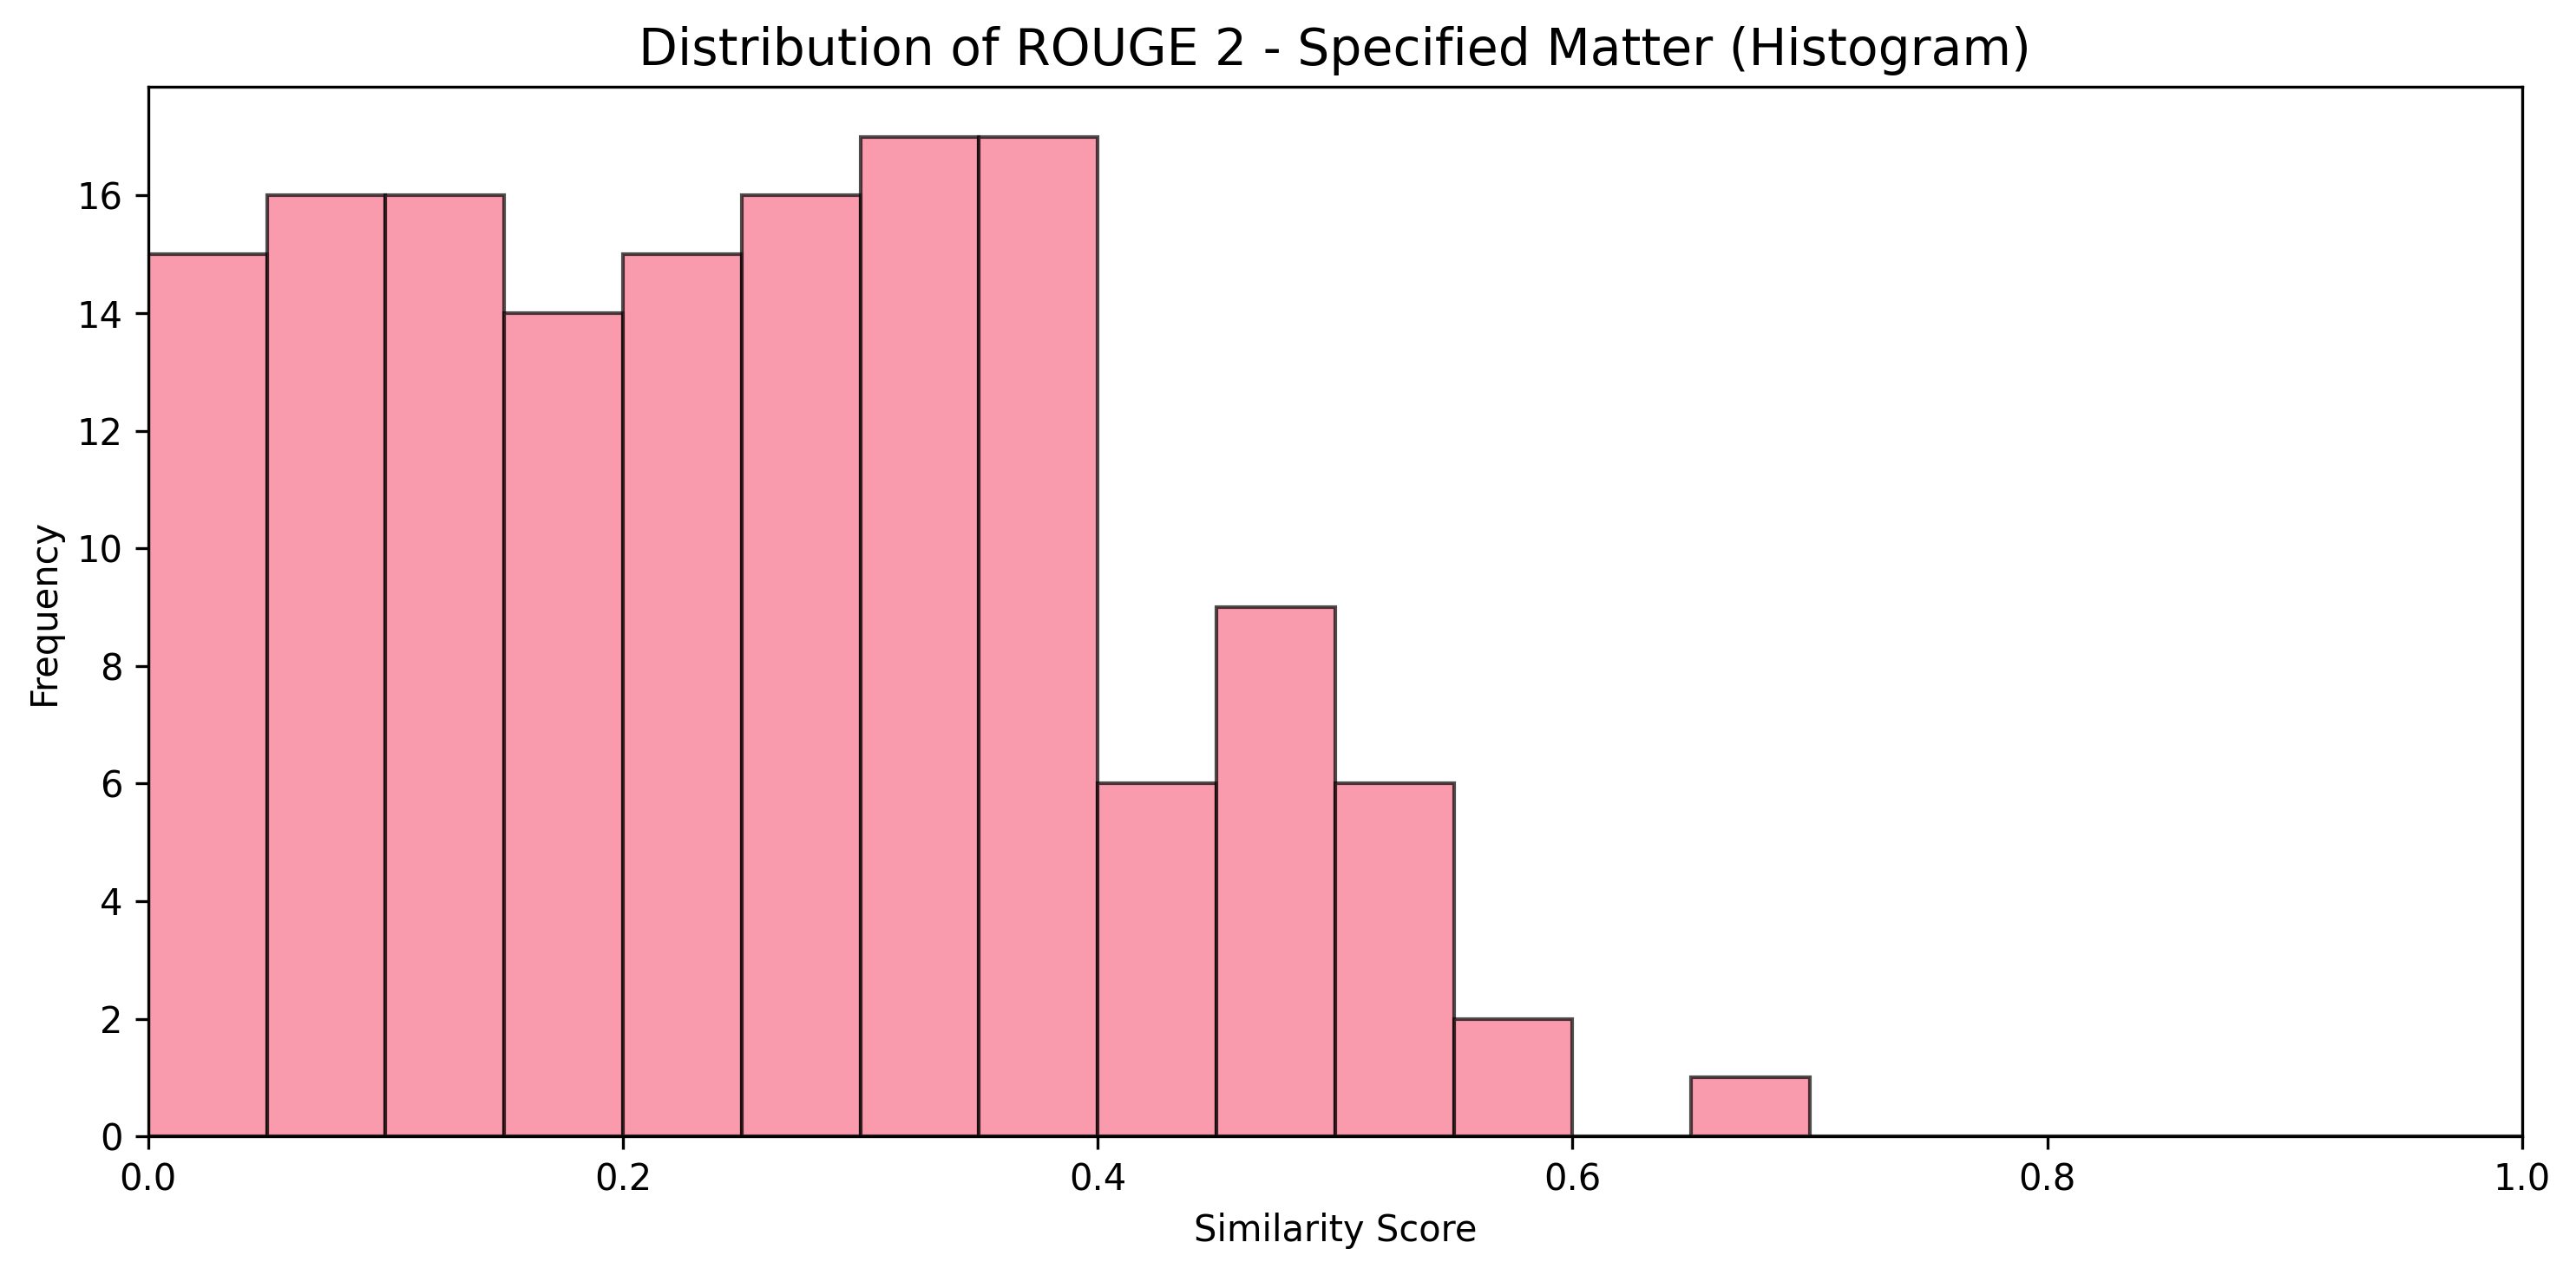 Distribution of ROUGE 2 - Specified Matter (Histogram)
Frequency
16
14
12
10
8
6
4
2
0
0.0 0.2 0.4 0.6 0.8 1.0
Similarity Score